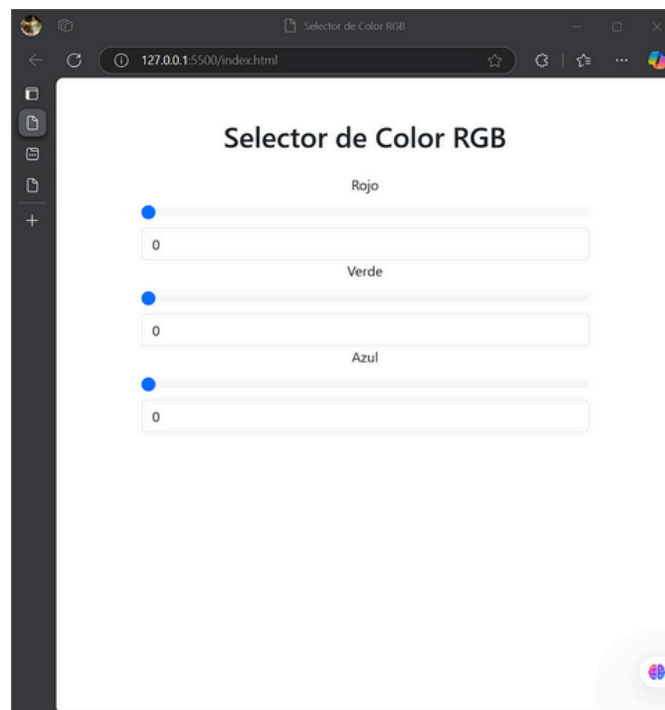 Selector de Color RGB
127.0.0.1:5500/index.html
Selector de Color RGB
Rojo
0
Verde
0
Azul
0